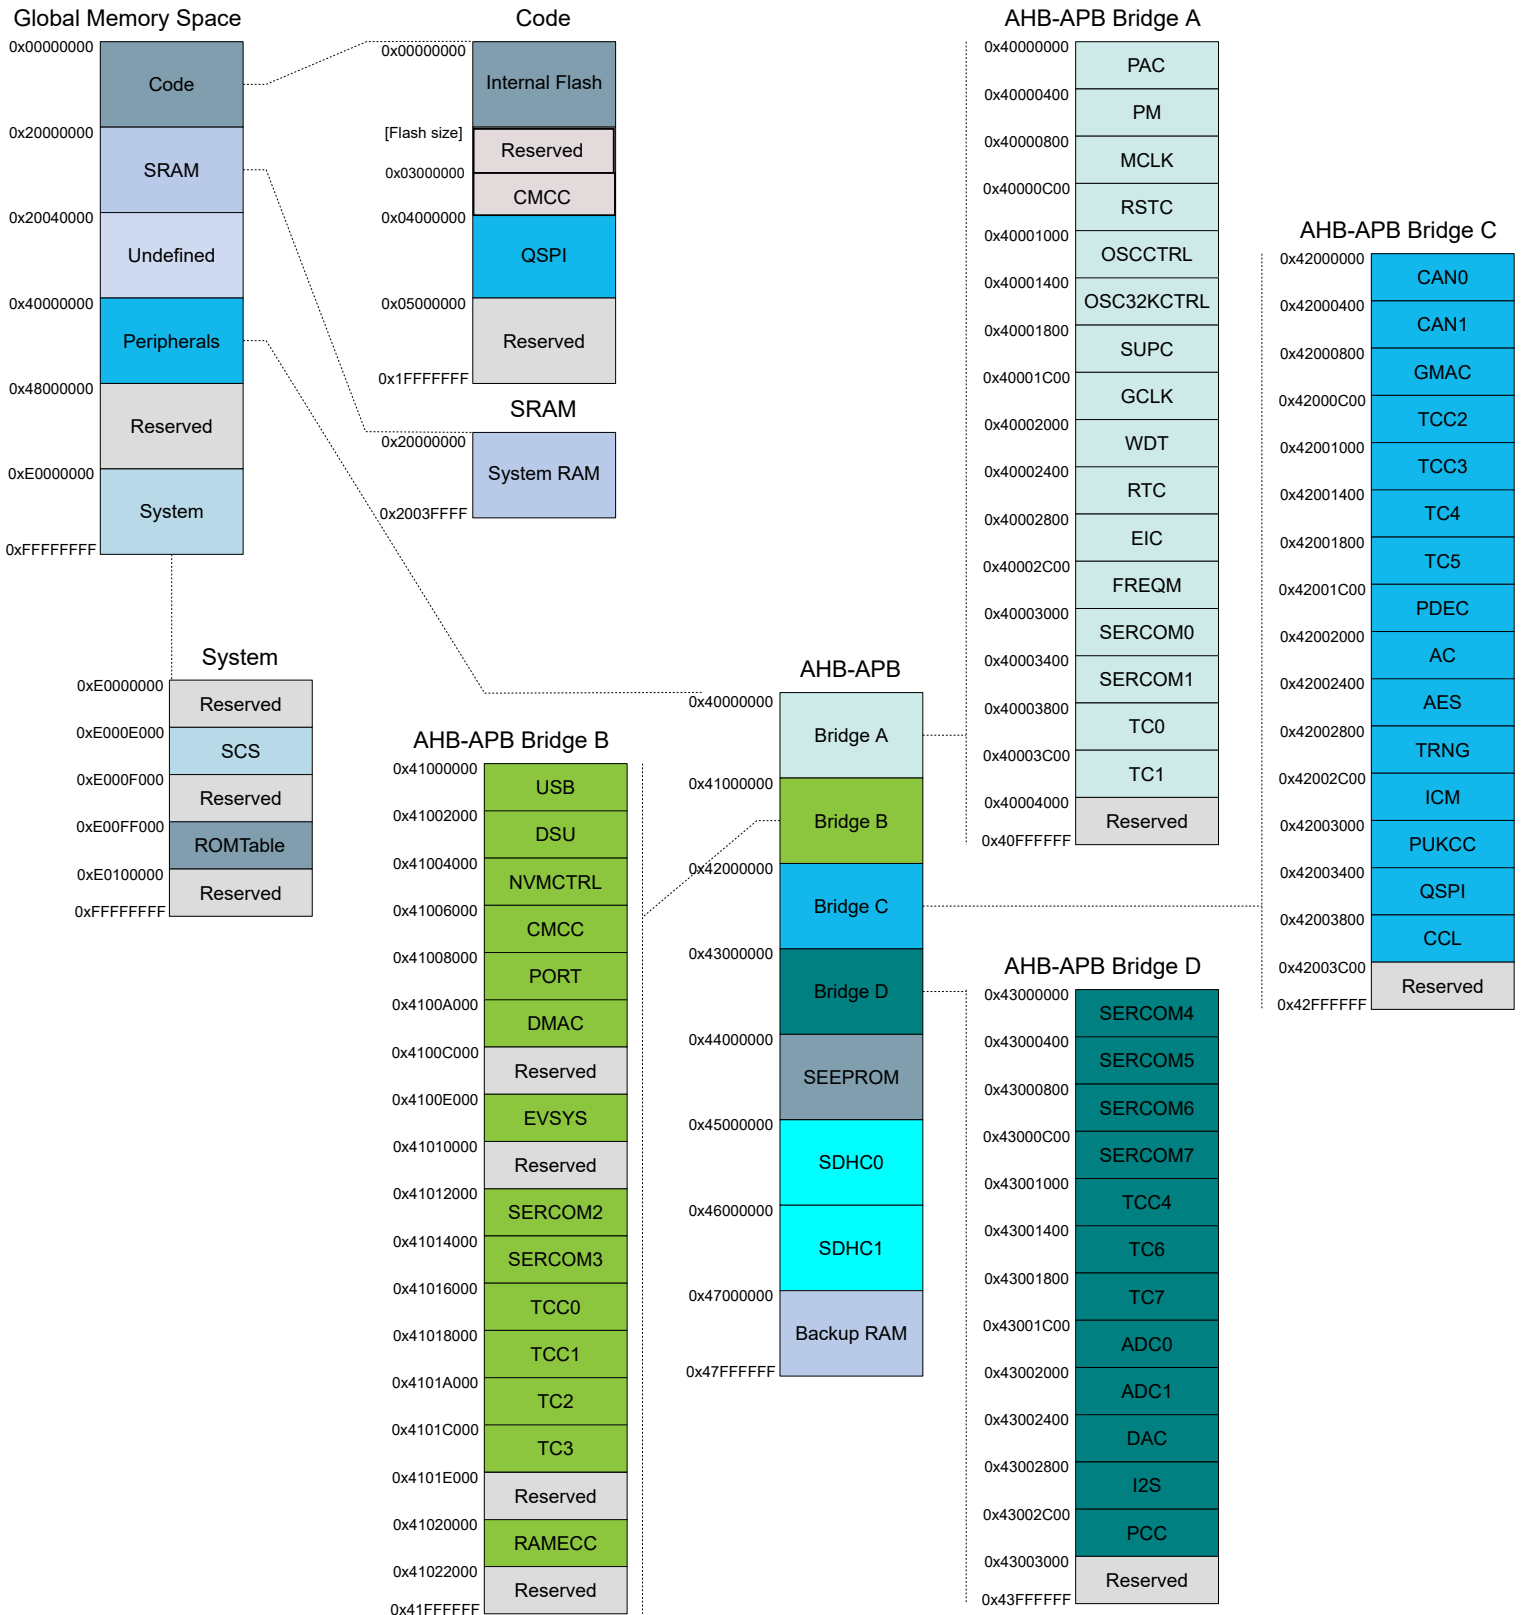 Global Memory Space
0x00000000
Code
0x20000000
SRAM
0x20040000
Undefined
0x40000000
Peripherals
0x48000000
Reserved
0xE0000000
System
0xFFFFFFFF
Code
0x00000000
Internal Flash
[Flash size]
Reserved
0x03000000
CMCC
0x04000000
QSPI
0x05000000
Reserved
0x1FFFFFFF
SRAM
0x20000000
System RAM
0x2003FFFF
System
0xE0000000
Reserved
0xE000E000
SCS
0xE000F000
Reserved
0xE00FF000
ROMTable
0xE0100000
Reserved
0xFFFFFFFF
AHB-APB
0x40000000
Bridge A
0x41000000
Bridge B
0x42000000
Bridge C
0x43000000
Bridge D
0x44000000
SEEPROM
0x45000000
SDHC0
0x46000000
SDHC1
0x47000000
Backup RAM
0x47FFFFFF
AHB-APB Bridge A
0x40000000
PAC
0x40000400
PM
0x40000800
MCLK
0x40000C00
RSTC
0x40001000
OSCCTRL
0x40001400
OSC32KCTRL
0x40001800
SUPC
0x40001C00
GCLK
0x40002000
WDT
0x40002400
RTC
0x40002800
EIC
0x40002C00
FREQM
0x40003000
SERCOM0
0x40003400
SERCOM1
0x40003800
TC0
0x40003C00
TC1
0x40004000
Reserved
0x40FFFFFF
AHB-APB Bridge B
0x41000000
USB
0x41002000
DSU
0x41004000
NVMCTRL
0x41006000
CMCC
0x41008000
PORT
0x4100A000
DMAC
0x4100C000
Reserved
0x4100E000
EVSYS
0x41010000
Reserved
0x41012000
SERCOM2
0x41014000
SERCOM3
0x41016000
TCC0
0x41018000
TCC1
0x4101A000
TC2
0x4101C000
TC3
0x4101E000
Reserved
0x41020000
RAMECC
0x41022000
Reserved
0x41FFFFFF
AHB-APB Bridge C
0x42000000
CAN0
0x42000400
CAN1
0x42000800
GMAC
0x42000C00
TCC2
0x42001000
TCC3
0x42001400
TC4
0x42001800
TC5
0x42001C00
PDEC
0x42002000
AC
0x42002400
AES
0x42002800
TRNG
0x42002C00
ICM
0x42003000
PUKCC
0x42003400
QSPI
0x42003800
CCL
0x42003C00
Reserved
0x42FFFFFF
AHB-APB Bridge D
0x43000000
SERCOM4
0x43000400
SERCOM5
0x43000800
SERCOM6
0x43000C00
SERCOM7
0x43001000
TCC4
0x43001400
TC6
0x43001800
TC7
0x43001C00
ADC0
0x43002000
ADC1
0x43002400
DAC
0x43002800
I2S
0x43002C00
PCC
0x43003000
Reserved
0x43FFFFFF